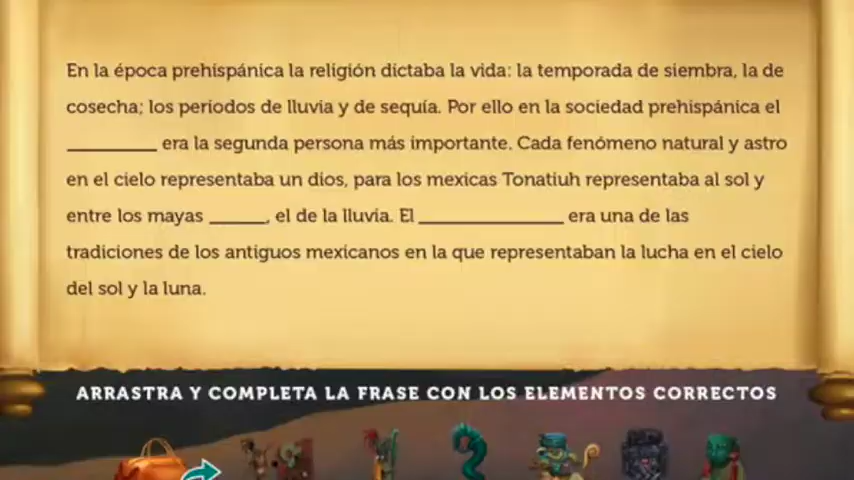 En la época prehispánica la religión dictaba la vida: la temporada de siembra, la de
cosecha; los periodos de lluvia y de sequía. Por ello en la sociedad prehispánica el
_________ era la segunda persona más importante. Cada fenómeno natural y astro
en el cielo representaba un dios, para los mexicas Tonatiuh representaba al sol y
entre los mayas ______, el de la lluvia. El _______________ era una de las
tradiciones de los antiguos mexicanos en la que representaban la lucha en el cielo
del sol y la luna.
ARRASTRA Y COMPLETA LA FRASE CON LOS ELEMENTOS CORRECTOS